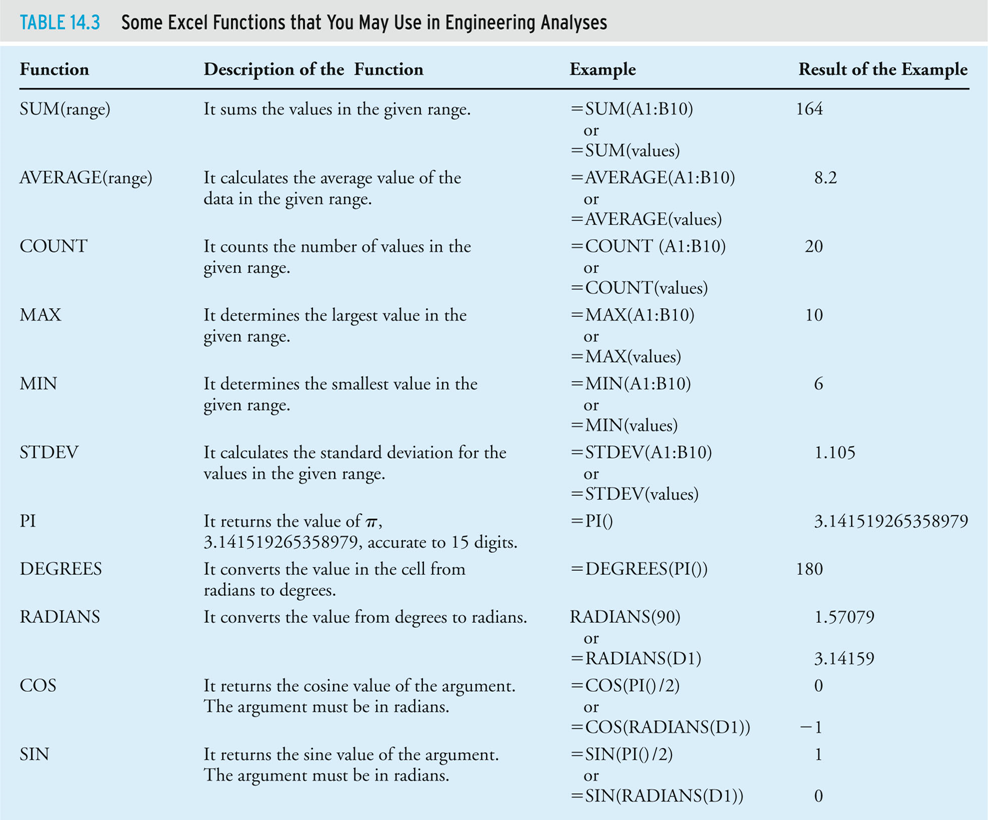 TABLE 14.3 Some Excel Functions that You May Use in Engineering Analyses
Function Description of the Function Example Result of the Example
SUM(range) It sums the values in the given range. =SUM(A1:B10) 164
or
=SUM(values)
AVERAGE(range) It calculates the average value of the =AVERAGE(A1:B10) 8.2
data in the given range. or
=AVERAGE(values)
COUNT It counts the number of values in the =COUNT (A1:B10) 20
given range. or
=COUNT(values)
MAX It determines the largest value in the =MAX(A1:B10) 10
given range. or
=MAX(values)
MIN It determines the smallest value in the =MIN(A1:B10) 6
given range. or
=MIN(values)
STDEV It calculates the standard deviation for the =STDEV(A1:B10) 1.105
values in the given range. or
=STDEV(values)
PI It returns the value of π, =PI() 3.141519265358979
3.141519265358979, accurate to 15 digits.
DEGREES It converts the value in the cell from =DEGREES(PI()) 180
radians to degrees.
RADIANS It converts the value from degrees to radians. RADIANS(90) 1.57079
or
=RADIANS(D1) 3.14159
COS It returns the cosine value of the argument. =COS(PI()/2) 0
The argument must be in radians. or
=COS(RADIANS(D1)) −1
SIN It returns the sine value of the argument. =SIN(PI()/2) 1
The argument must be in radians. or
=SIN(RADIANS(D1)) 0